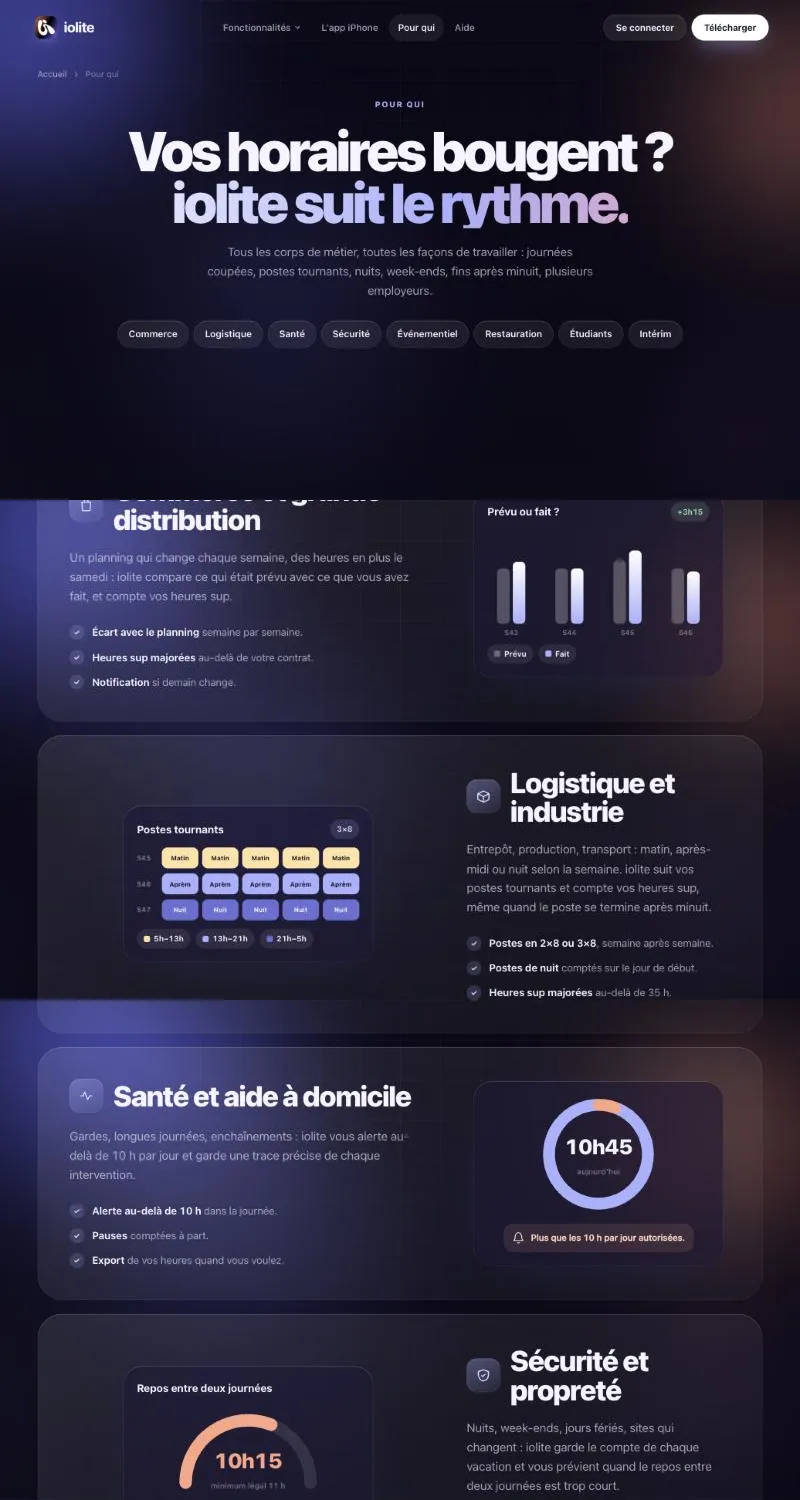 iolite
Fonctionnalités
L'app iPhone
Pour qui
Aide
Se connecter
Télécharger
Accueil > Pour qui
POUR QUI
Vos horaires bougent ?
iolite suit le rythme.
Tous les corps de métier, toutes les façons de travailler : journées
coupées, postes tournants, nuits, week-ends, fins après minuit, plusieurs
employeurs.
Commerce
Logistique
Santé
Sécurité
Événementiel
Restauration
Étudiants
Intérim
distribution
Un planning qui change chaque semaine, des heures en plus le
samedi : iolite compare ce qui était prévu avec ce que vous avez
fait, et compte vos heures sup.
Écart avec le planning semaine par semaine.
Heures sup majorées au-delà de votre contrat.
Notification si demain change.
Prévu ou fait ?
+3h15
S43
S44
S45
S46
Prévu
Fait
Postes tournants
3×8
S45 Matin Matin Matin Matin Matin
S46 Aprèm Aprèm Aprèm Aprèm Aprèm
S47 Nuit Nuit Nuit Nuit Nuit
5h–13h
13h–21h
21h–5h
Logistique et
industrie
Entrepôt, production, transport : matin, après-
midi ou nuit selon la semaine. iolite suit vos
postes tournants et compte vos heures sup,
même quand le poste se termine après minuit.
Postes en 2×8 ou 3×8, semaine après semaine.
Postes de nuit comptés sur le jour de début.
Heures sup majorées au-delà de 35 h.
Santé et aide à domicile
Gardes, longues journées, enchaînements : iolite vous alerte au-
delà de 10 h par jour et garde une trace précise de chaque
intervention.
Alerte au-delà de 10 h dans la journée.
Pauses comptées à part.
Export de vos heures quand vous voulez.
10h45
aujourd'hui
Plus que les 10 h par jour autorisées.
Repos entre deux journées
10h15
minimum légal 11 h
Sécurité et
propreté
Nuits, week-ends, jours fériés, sites qui
changent : iolite garde le compte de chaque
vacation et vous prévient quand le repos entre
deux journées est trop court.